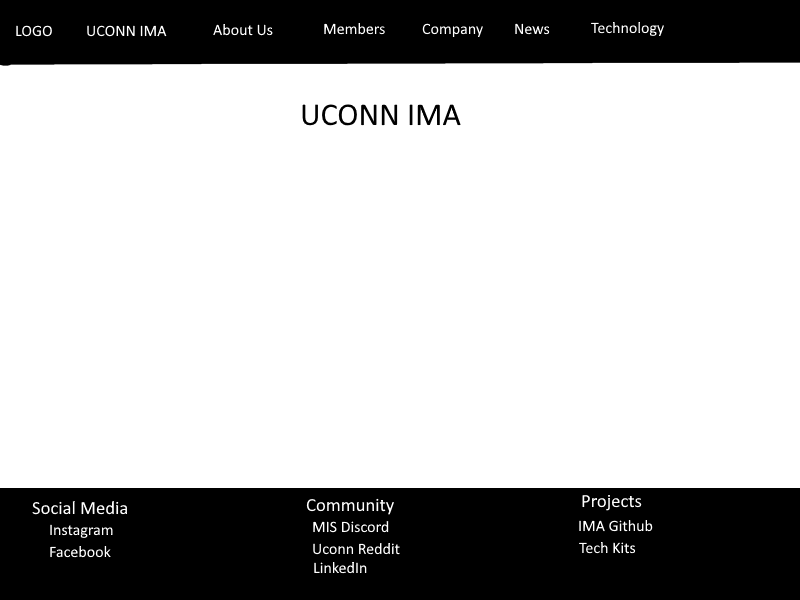 LOGO UCONN IMA About Us Members Company News Technology
UCONN IMA
Social Media
Instagram
Facebook
Community
MIS Discord
Uconn Reddit
LinkedIn
Projects
IMA Github
Tech Kits